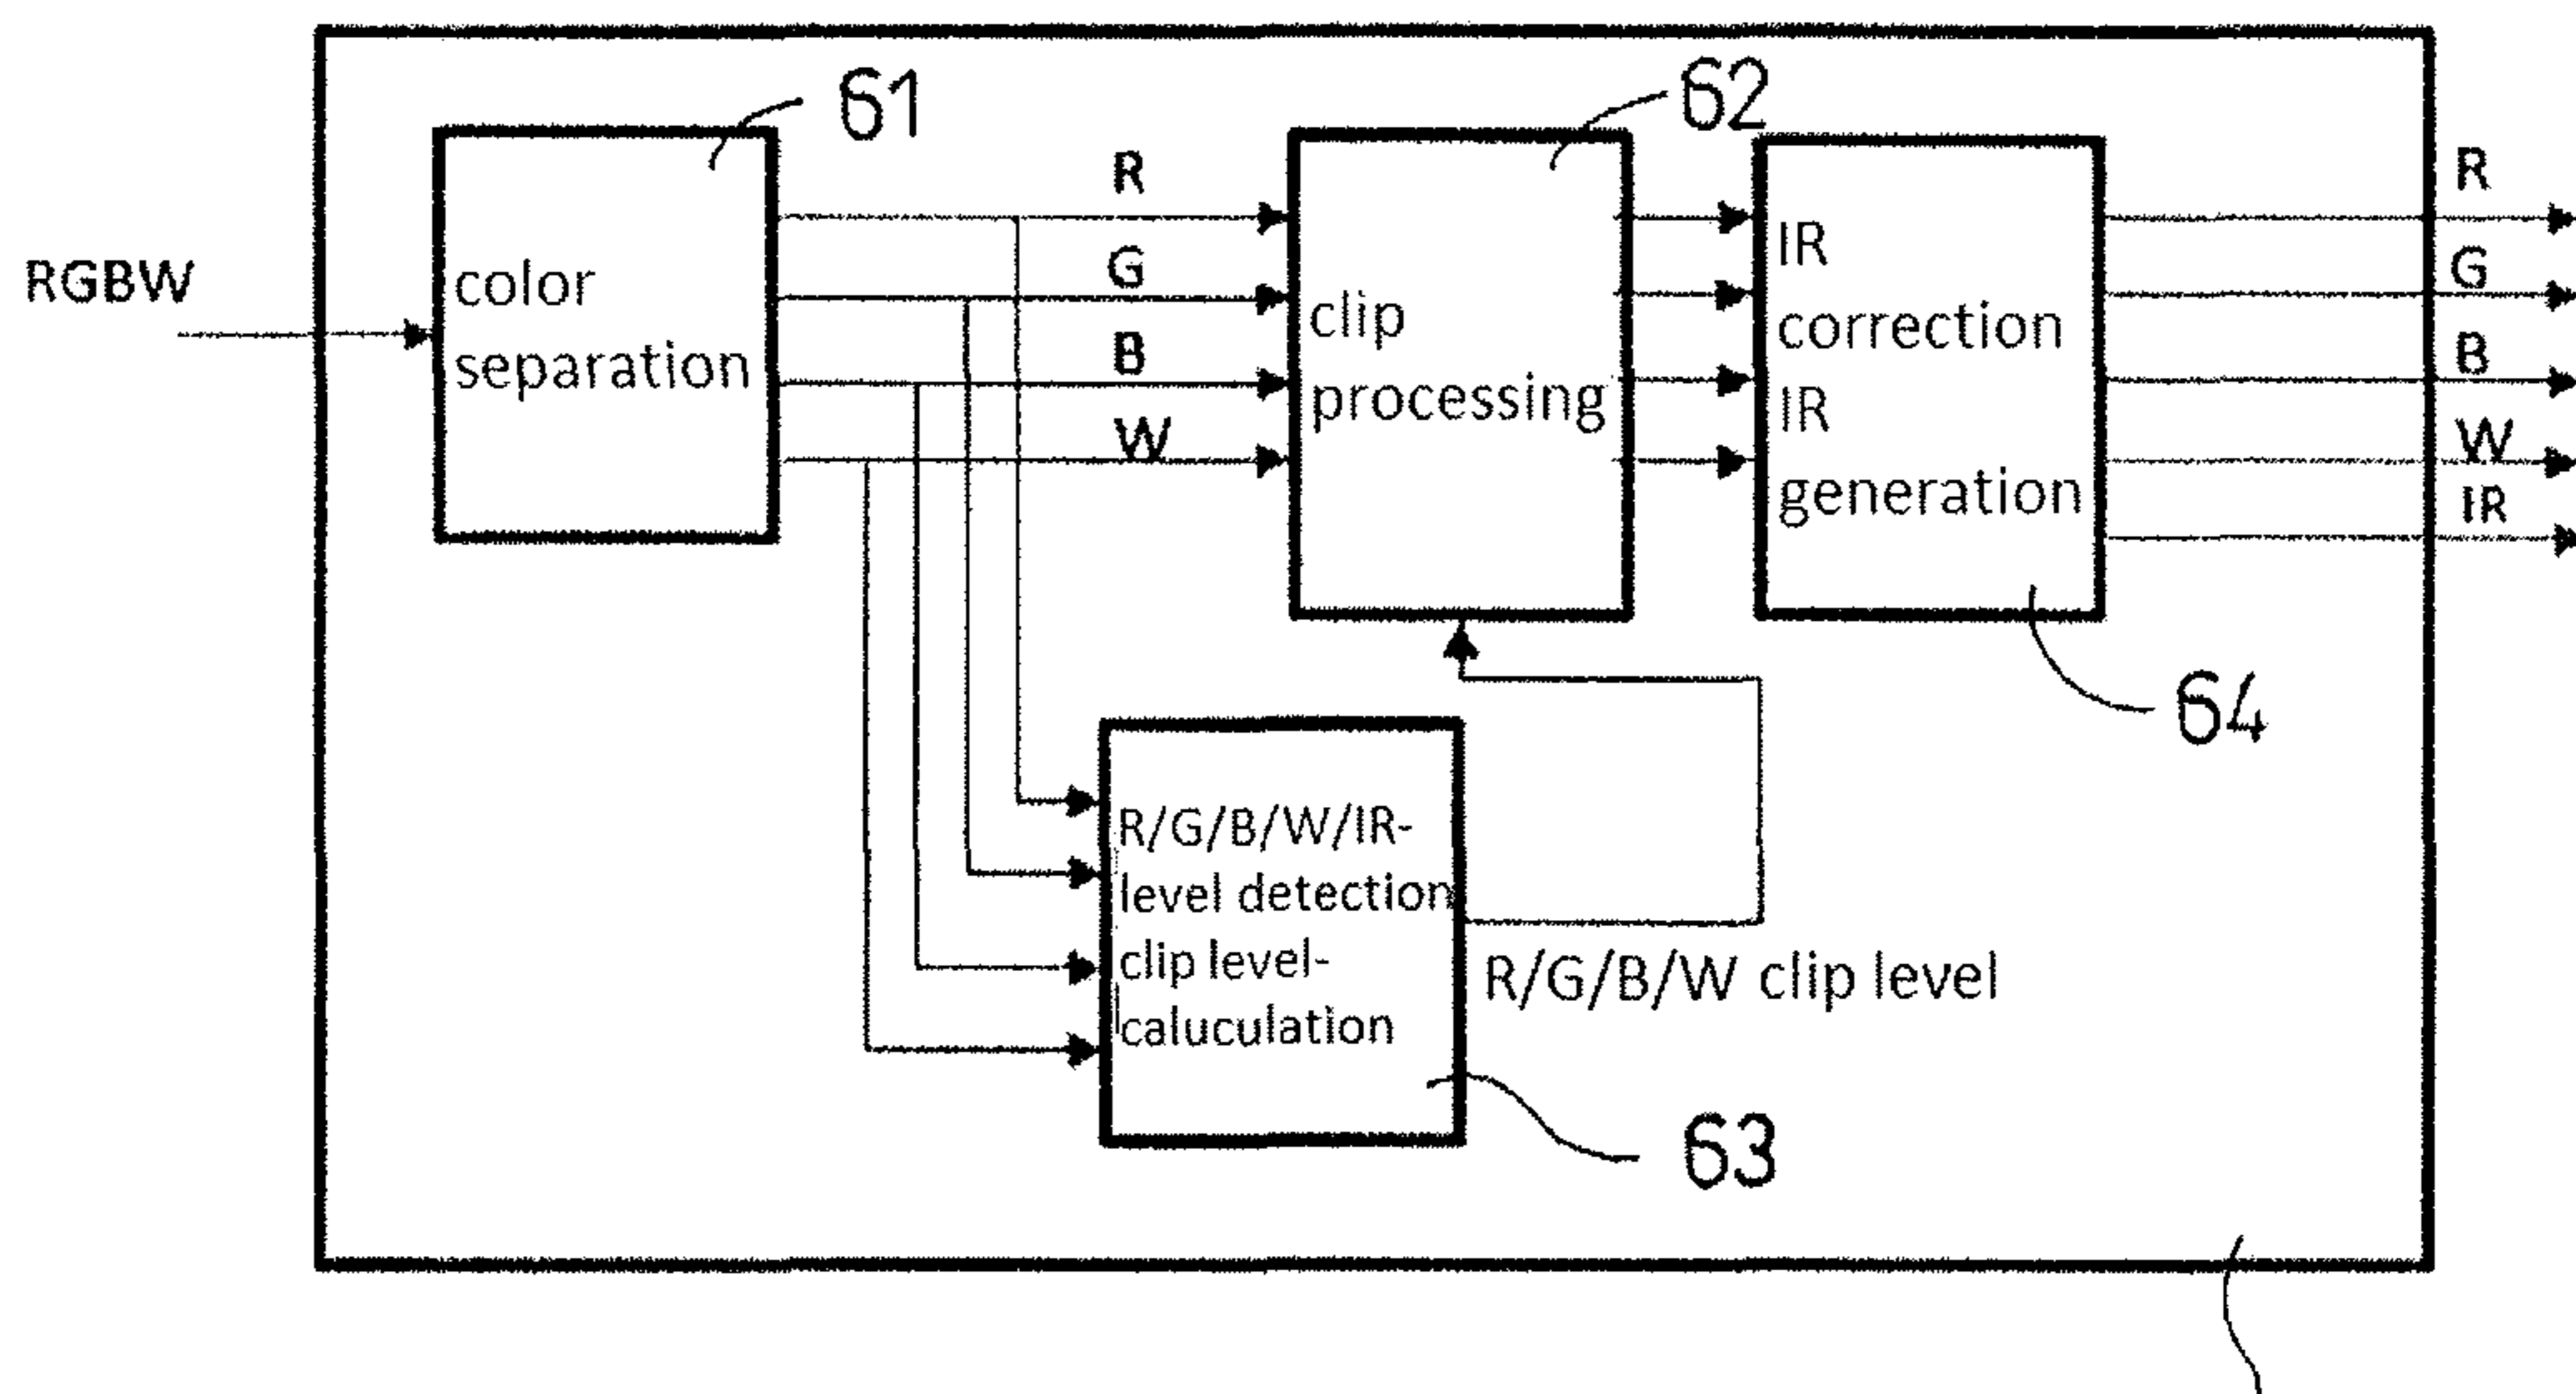 61
62
R
R
RGBW
color
separation
G
B
W
clip
processing
IR
correction
IR
generation
G
B
W
IR
64
R/G/B/W/IR-
level detection
clip level-
caluculation
R/G/B/W clip level
63